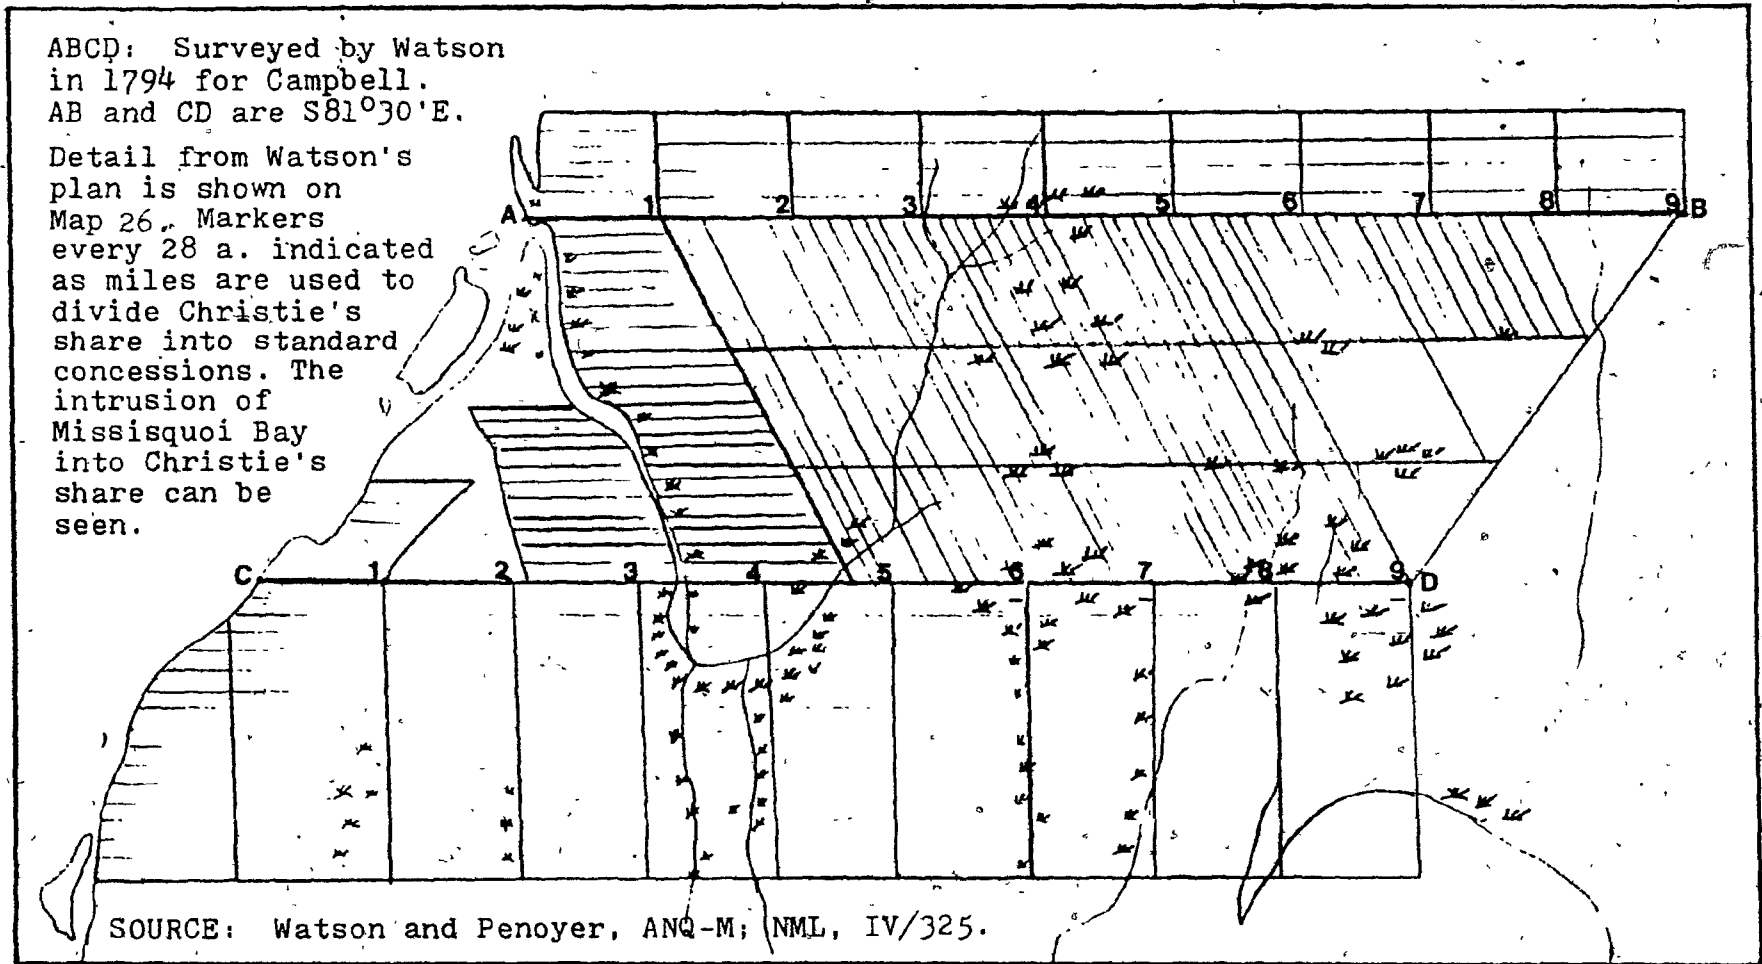 ABCD: Surveyed by Watson
in 1794 for Campbell.
AB and CD are S81°30'E.
Detail from Watson's
plan is shown on
Map 26. Markers
every 28 a. indicated
as miles are used to
divide Christie's
share into standard
concessions. The
intrusion of
Missisquoi Bay
into Christie's
share can be
seen.
A 1 2 3 4 5 6 7 8 9 B
C 1 2 3 4 5 6 7 8 9 D
SOURCE: Watson and Penoyer, ANQ-M; NML, IV/325.